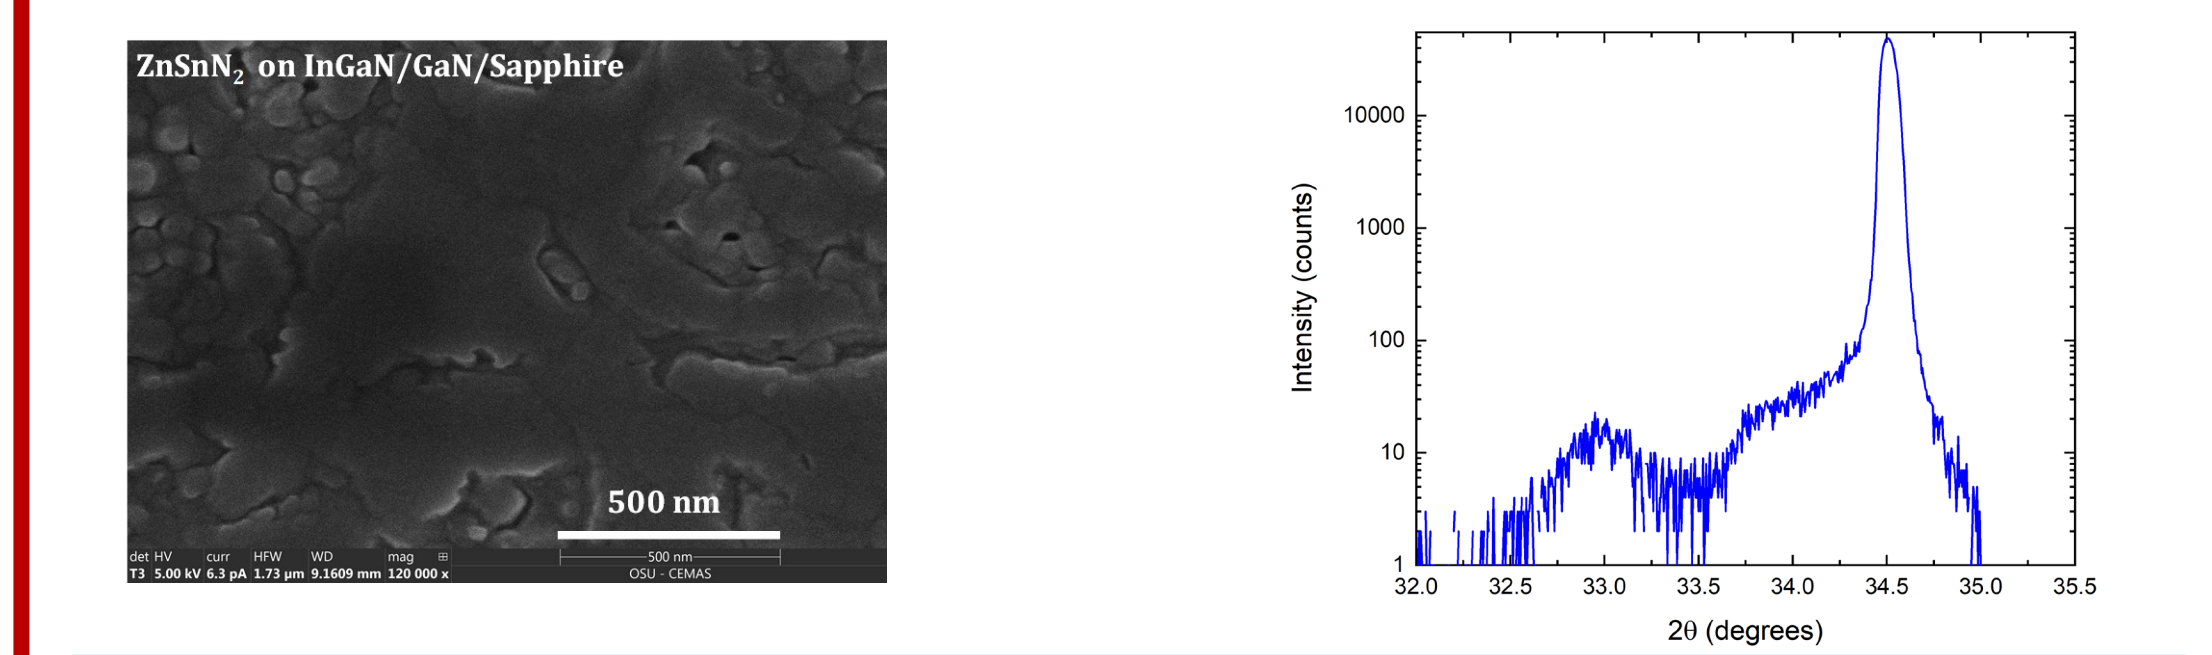 ZnSnN₂ on InGaN/GaN/Sapphire
500 nm
det HV curr HFW WD mag ⊞
T3 5.00 kV 6.3 pA 1.73 µm 9.1609 mm 120 000 x
500 nm
OSU - CEMAS
Intensity (counts)
10000
1000
100
10
1
32.0 32.5 33.0 33.5 34.0 34.5 35.0 35.5
2θ (degrees)